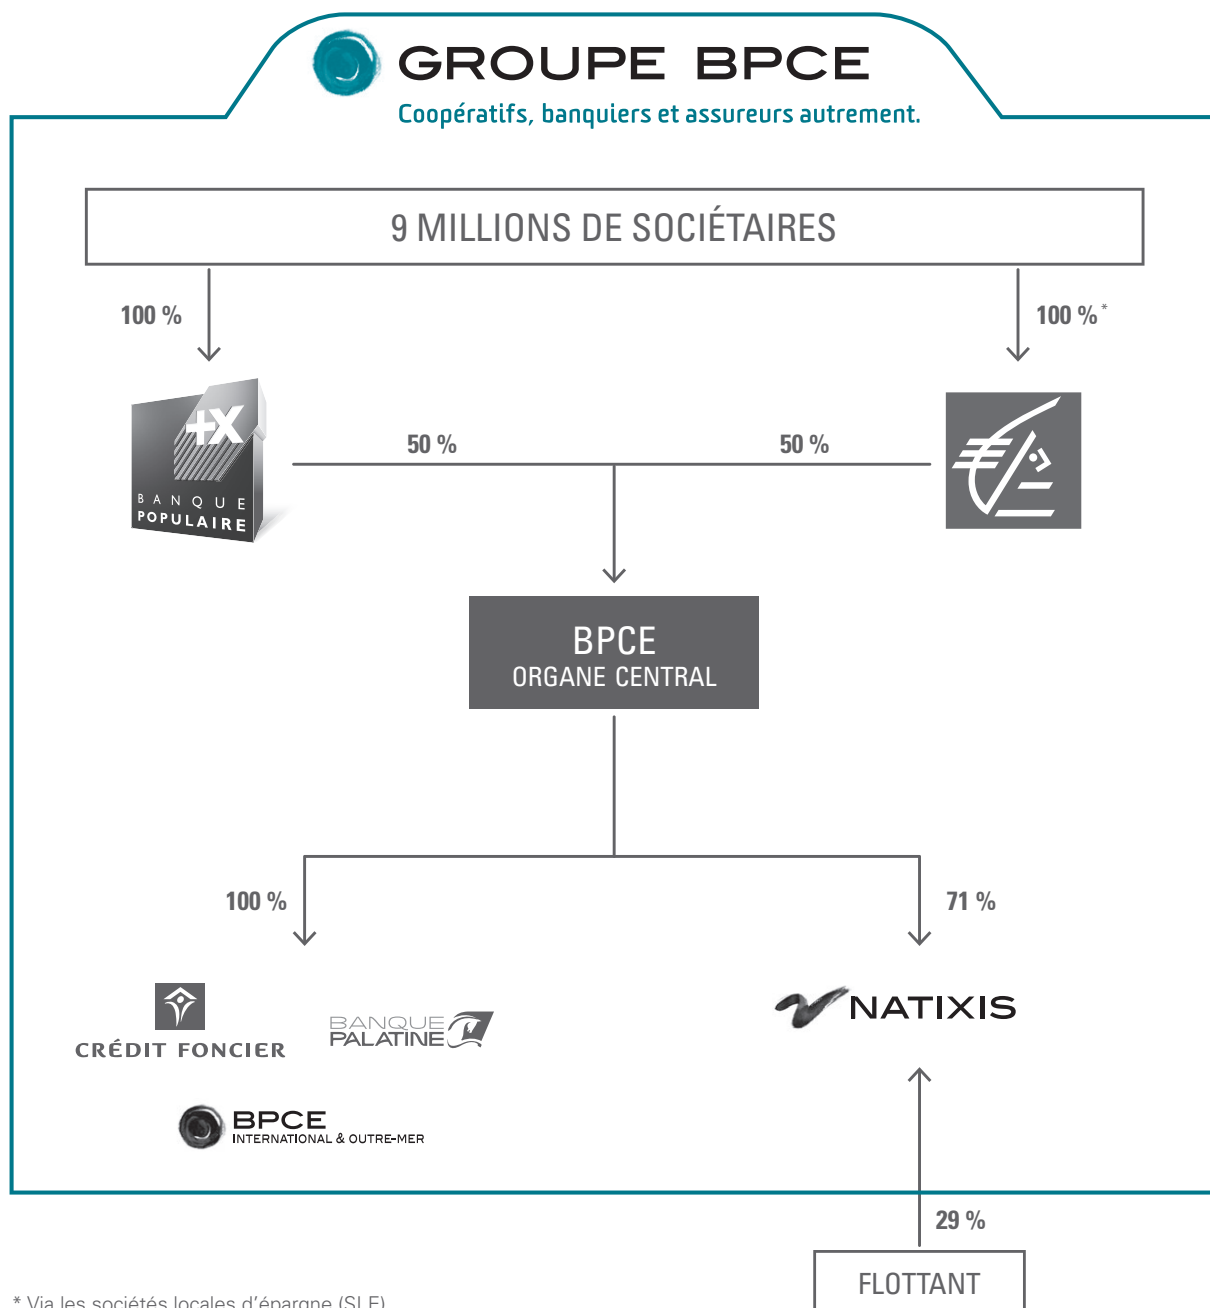 GROUPE BPCE
Coopératifs, banquiers et assureurs autrement.
9 MILLIONS DE SOCIÉTAIRES
100 %
100 %*
+X
BANQUE
POPULAIRE
50 %
50 %
BPCE
ORGANE CENTRAL
100 %
71 %
CRÉDIT FONCIER
BANQUE
PALATINE
NATIXIS
BPCE
INTERNATIONAL & OUTRE-MER
29 %
FLOTTANT
* Via les sociétés locales d'épargne (SLE)